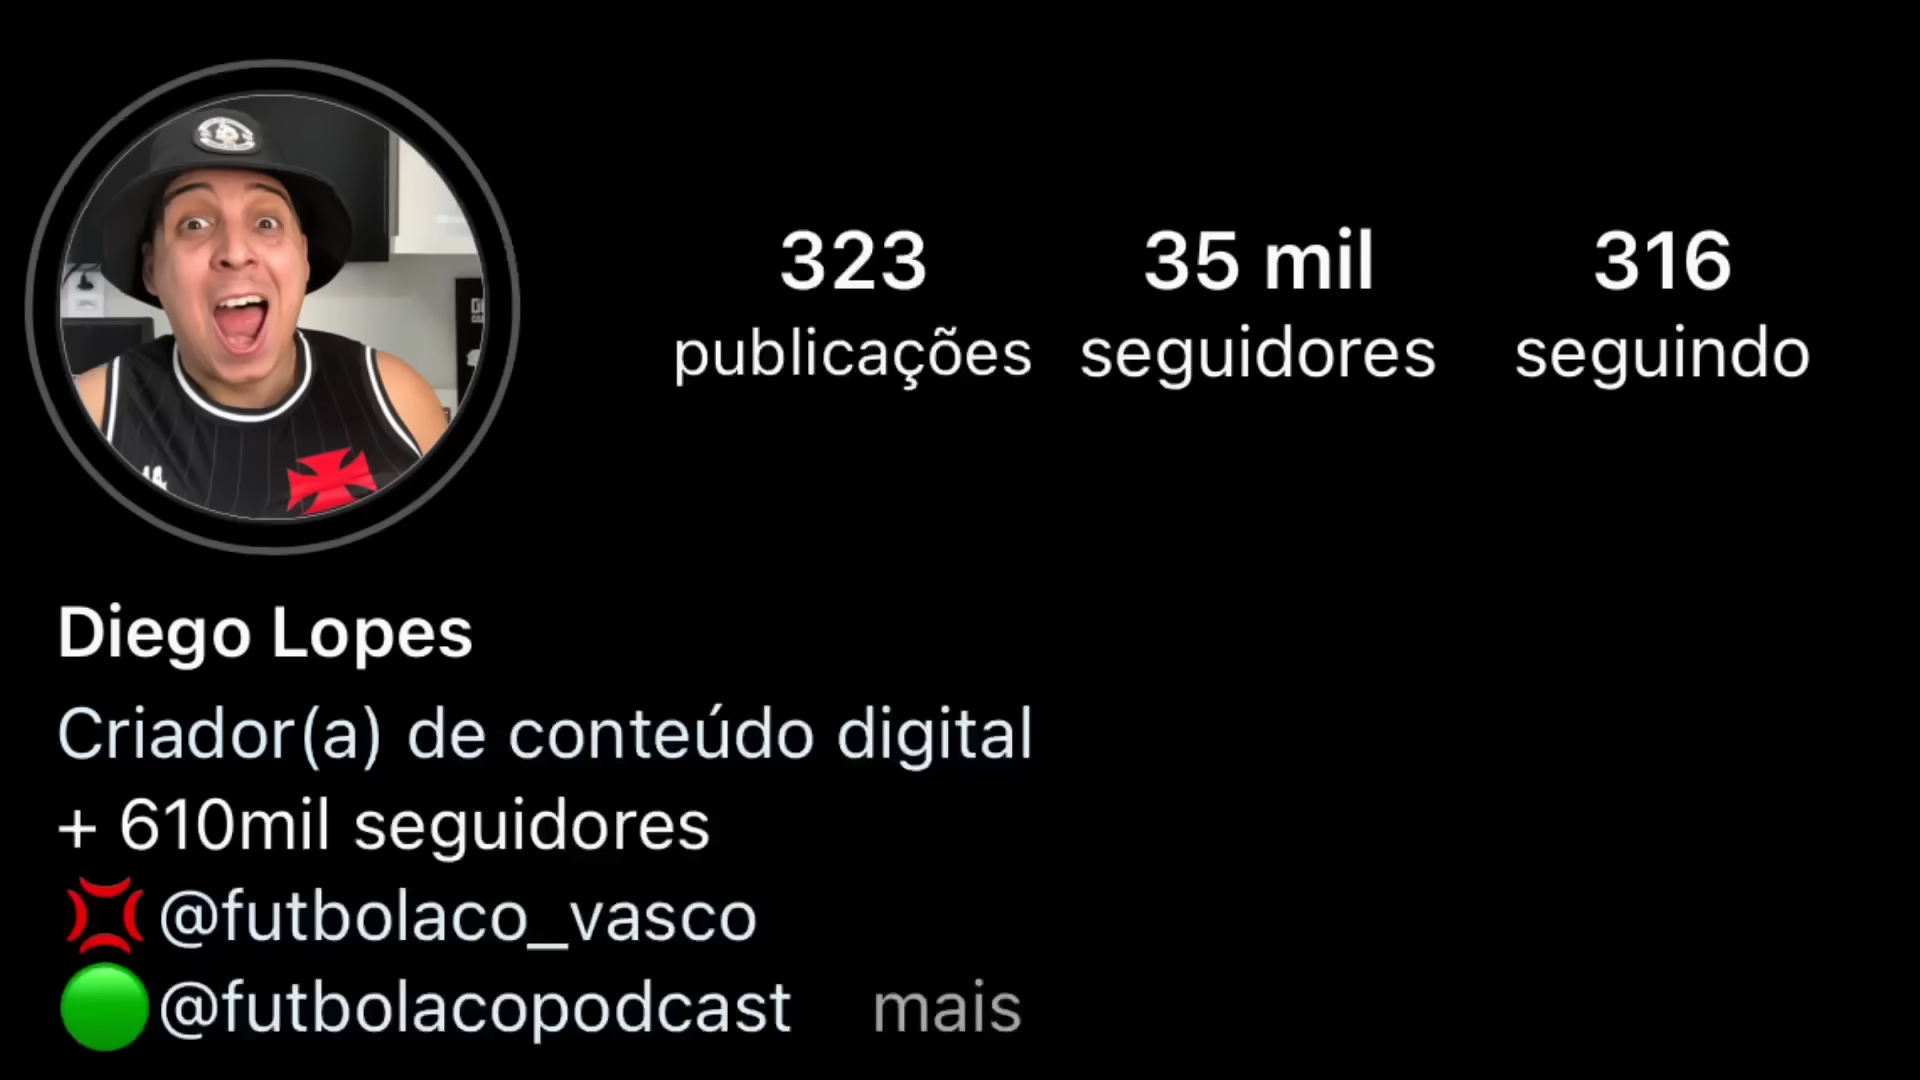 323 35 mil 316
publicações seguidores seguindo
Diego Lopes
Criador(a) de conteúdo digital
+ 610mil seguidores
@futbolaco_vasco
@futbolacopodcast mais